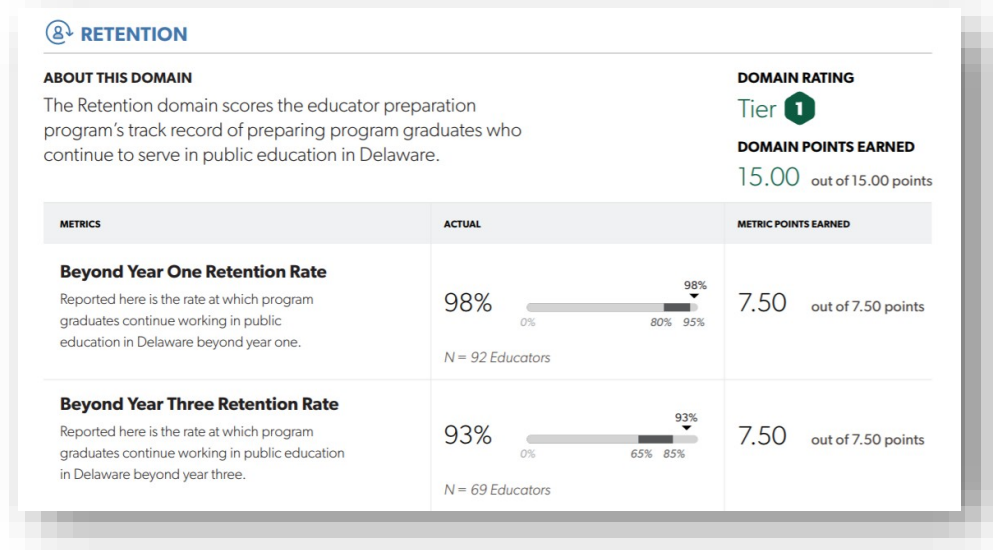 RETENTION
ABOUT THIS DOMAIN
The Retention domain scores the educator preparation
program's track record of preparing program graduates who
continue to serve in public education in Delaware.
DOMAIN RATING
Tier 1
DOMAIN POINTS EARNED
15.00 out of 15.00 points
METRICS ACTUAL METRIC POINTS EARNED
Beyond Year One Retention Rate
Reported here is the rate at which program
graduates continue working in public
education in Delaware beyond year one.
98%
98%
0% 80% 95%
N = 92 Educators
7.50 out of 7.50 points
Beyond Year Three Retention Rate
Reported here is the rate at which program
graduates continue working in public education
in Delaware beyond year three.
93%
93%
0% 65% 85%
N = 69 Educators
7.50 out of 7.50 points